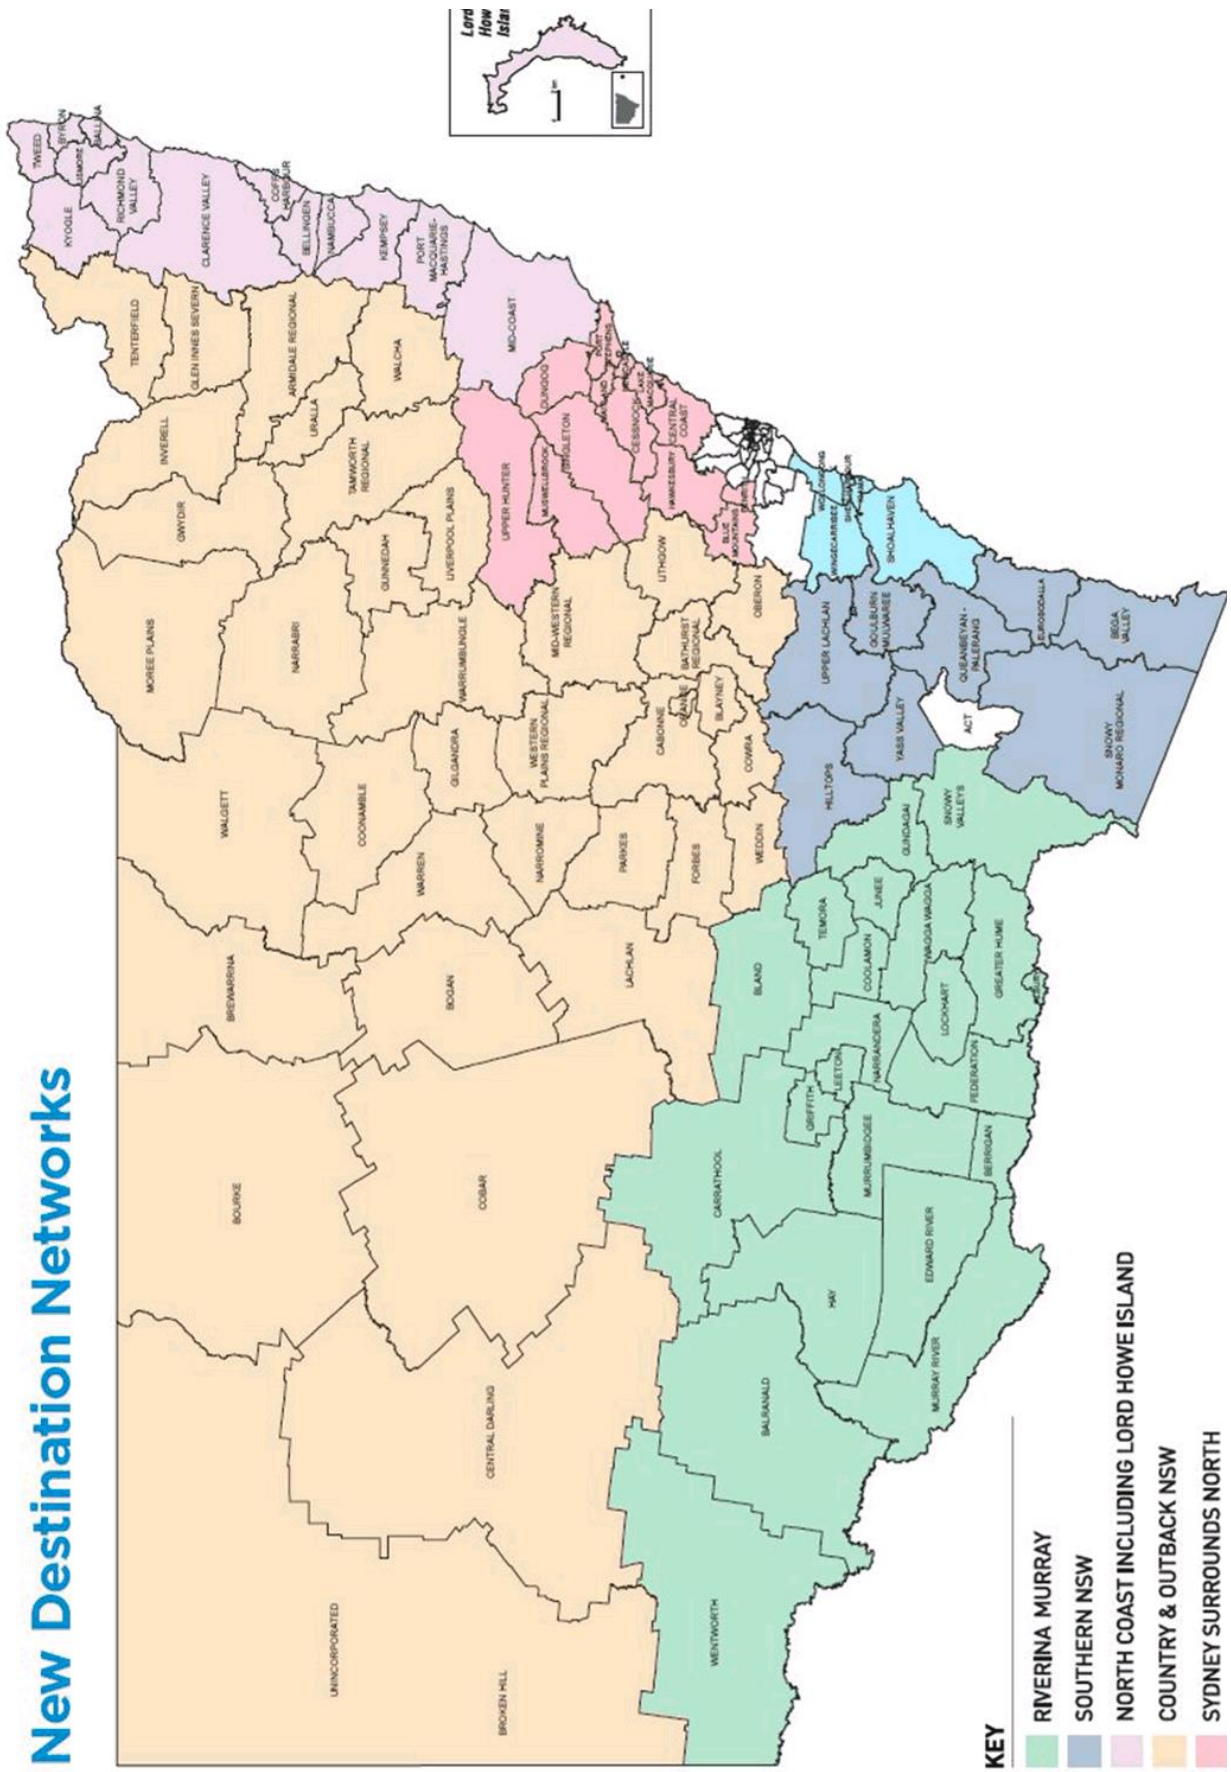 New Destination Networks
Lord
How
Islan
TWEED
BYRON
BALLINA
KYOGLE
RICHMOND
VALLEY
CLARENCE VALLEY
COFFS
HARBOUR
BELLINGEN
NAMBUCCA
KEMPSEY
PORT
MACQUARIE-
HASTINGS
MID-COAST
TENTERFIELD
GLEN INNES SEVERN
ARMIDALE REGIONAL
WALCHA
INVERELL
URALLA
TAMWORTH
REGIONAL
GWYDIR
GUNNEDAH
LIVERPOOL PLAINS
MOREE PLAINS
NARRABRI
WARRUMBUNGLE
WALGETT
COONAMBLE
GILGANDRA
WESTERN
PLAINS REGIONAL
MID-WESTERN
REGIONAL
WARREN
NARROMINE
BREWARRINA
BOGAN
BOURKE
COBAR
CENTRAL DARLING
UNINCORPORATED
BROKEN HILL
UPPER HUNTER
MUSWELLBROOK
SINGLETON
DUNGOG
PORT
STEPHENS
CESSNOCK
LAKE
MACQUARIE
CENTRAL
COAST
HAWKESBURY
BLUE
MOUNTAINS
LITHGOW
OBERON
BATHURST
REGIONAL
ORANGE
BLAYNEY
CABONNE
COWRA
PARKES
FORBES
WEDDIN
LACHLAN
WOLLONGONG
WINGECARRIBEE
SHOALHAVEN
UPPER LACHLAN
GOULBURN
MULWAREE
QUEANBEYAN -
PALERANG
EUROBODALLA
BEGA
VALLEY
HILLTOPS
YASS VALLEY
ACT
SNOWY
MONARO REGIONAL
GUNDAGAI
SNOWY
VALLEYS
BLAND
TEMORA
JUNEE
COOLAMON
WAGGA WAGGA
LOCKHART
GREATER HUME
NARRANDERA
LEETON
GRIFFITH
FEDERATION
CARRATHOOL
MURRUMBIDGEE
BERRIGAN
HAY
EDWARD RIVER
BALRANALD
MURRAY RIVER
WENTWORTH
KEY
RIVERINA MURRAY
SOUTHERN NSW
NORTH COAST INCLUDING LORD HOWE ISLAND
COUNTRY & OUTBACK NSW
SYDNEY SURROUNDS NORTH